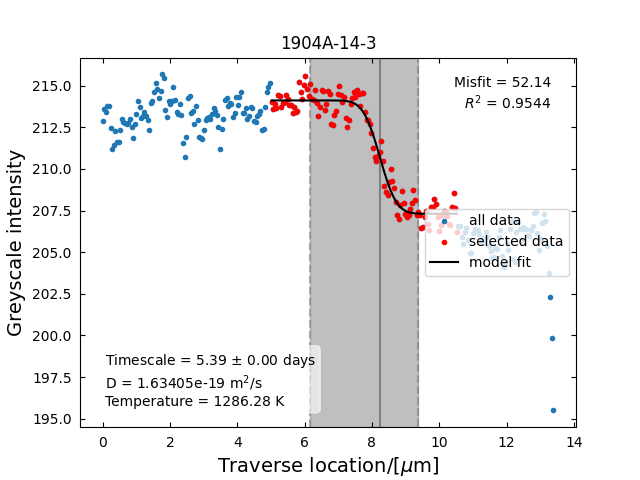 1904A-14-3
Misfit = 52.14
R² = 0.9544
Greyscale intensity
215.0
212.5
210.0
207.5
205.0
202.5
200.0
197.5
195.0
all data
selected data
model fit
Timescale = 5.39 ± 0.00 days
D = 1.63405e-19 m²/s
Temperature = 1286.28 K
0 2 4 6 8 10 12 14
Traverse location/[μm]